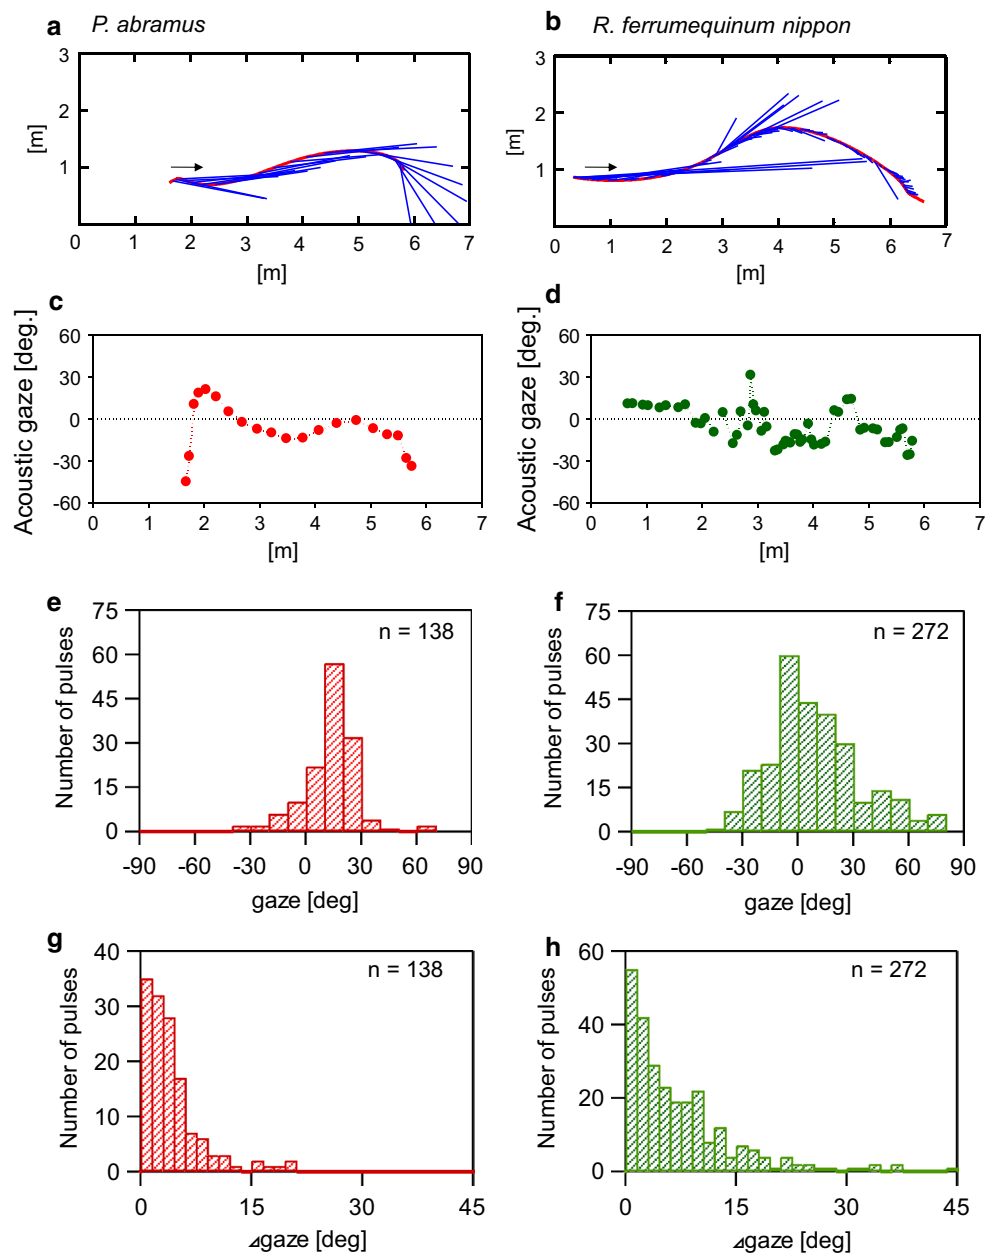 a P. abramus
b R. ferrumequinum nippon
3
2
1
0
[m]
0 1 2 3 4 5 6 7
[m]
3
2
1
0
[m]
0 1 2 3 4 5 6 7
[m]
c
60
30
0
-30
-60
Acoustic gaze [deg.]
0 1 2 3 4 5 6 7
[m]
d
60
30
0
-30
-60
Acoustic gaze [deg.]
0 1 2 3 4 5 6 7
[m]
e
75
60
45
30
15
0
Number of pulses
n = 138
-90 -60 -30 0 30 60 90
gaze [deg]
f
75
60
45
30
15
0
Number of pulses
n = 272
-90 -60 -30 0 30 60 90
gaze [deg]
g
40
30
20
10
0
Number of pulses
n = 138
0 15 30 45
⊿gaze [deg]
h
60
40
20
0
Number of pulses
n = 272
0 15 30 45
⊿gaze [deg]